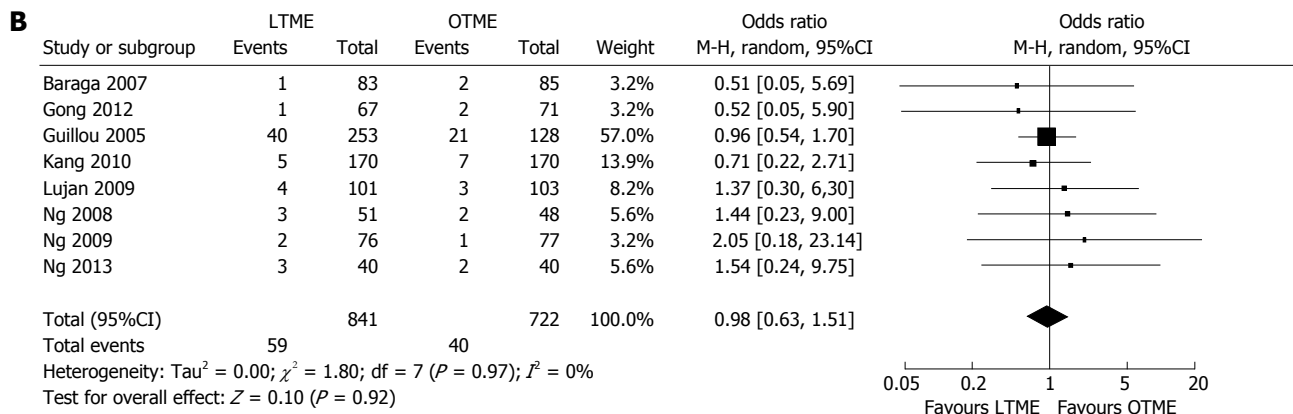 B
LTME OTME Odds ratio Odds ratio
Study or subgroup Events Total Events Total Weight M-H, random, 95%CI M-H, random, 95%CI
Baraga 2007 1 83 2 85 3.2% 0.51 [0.05, 5.69]
Gong 2012 1 67 2 71 3.2% 0.52 [0.05, 5.90]
Guillou 2005 40 253 21 128 57.0% 0.96 [0.54, 1.70]
Kang 2010 5 170 7 170 13.9% 0.71 [0.22, 2.71]
Lujan 2009 4 101 3 103 8.2% 1.37 [0.30, 6,30]
Ng 2008 3 51 2 48 5.6% 1.44 [0.23, 9.00]
Ng 2009 2 76 1 77 3.2% 2.05 [0.18, 23.14]
Ng 2013 3 40 2 40 5.6% 1.54 [0.24, 9.75]
Total (95%CI) 841 722 100.0% 0.98 [0.63, 1.51]
Total events 59 40
Heterogeneity: Tau² = 0.00; χ² = 1.80; df = 7 (P = 0.97); I² = 0%
Test for overall effect: Z = 0.10 (P = 0.92)
0.05 0.2 1 5 20
Favours LTME Favours OTME